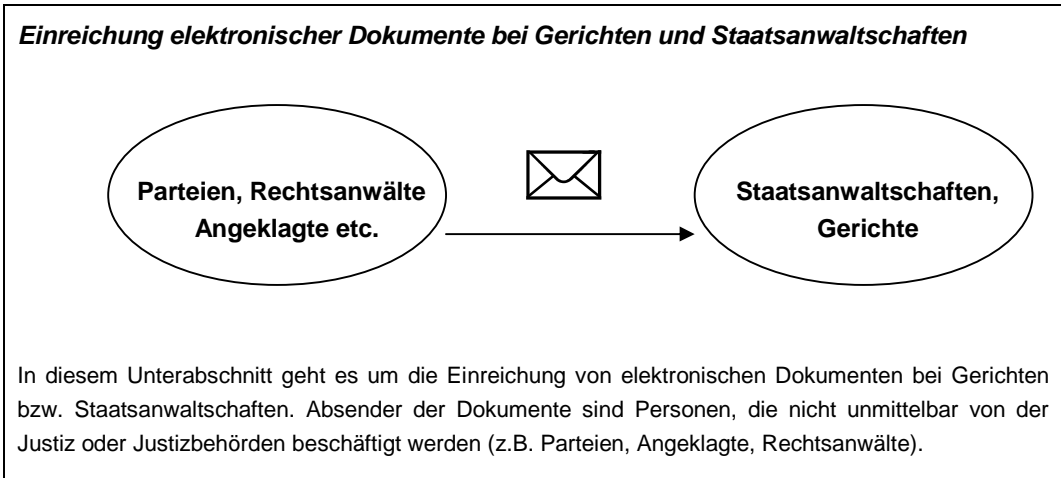 Einreichung elektronischer Dokumente bei Gerichten und Staatsanwaltschaften
Parteien, Rechtsanwälte
Angeklagte etc.
Staatsanwaltschaften,
Gerichte
In diesem Unterabschnitt geht es um die Einreichung von elektronischen Dokumenten bei Gerichten
bzw. Staatsanwaltschaften. Absender der Dokumente sind Personen, die nicht unmittelbar von der
Justiz oder Justizbehörden beschäftigt werden (z.B. Parteien, Angeklagte, Rechtsanwälte).